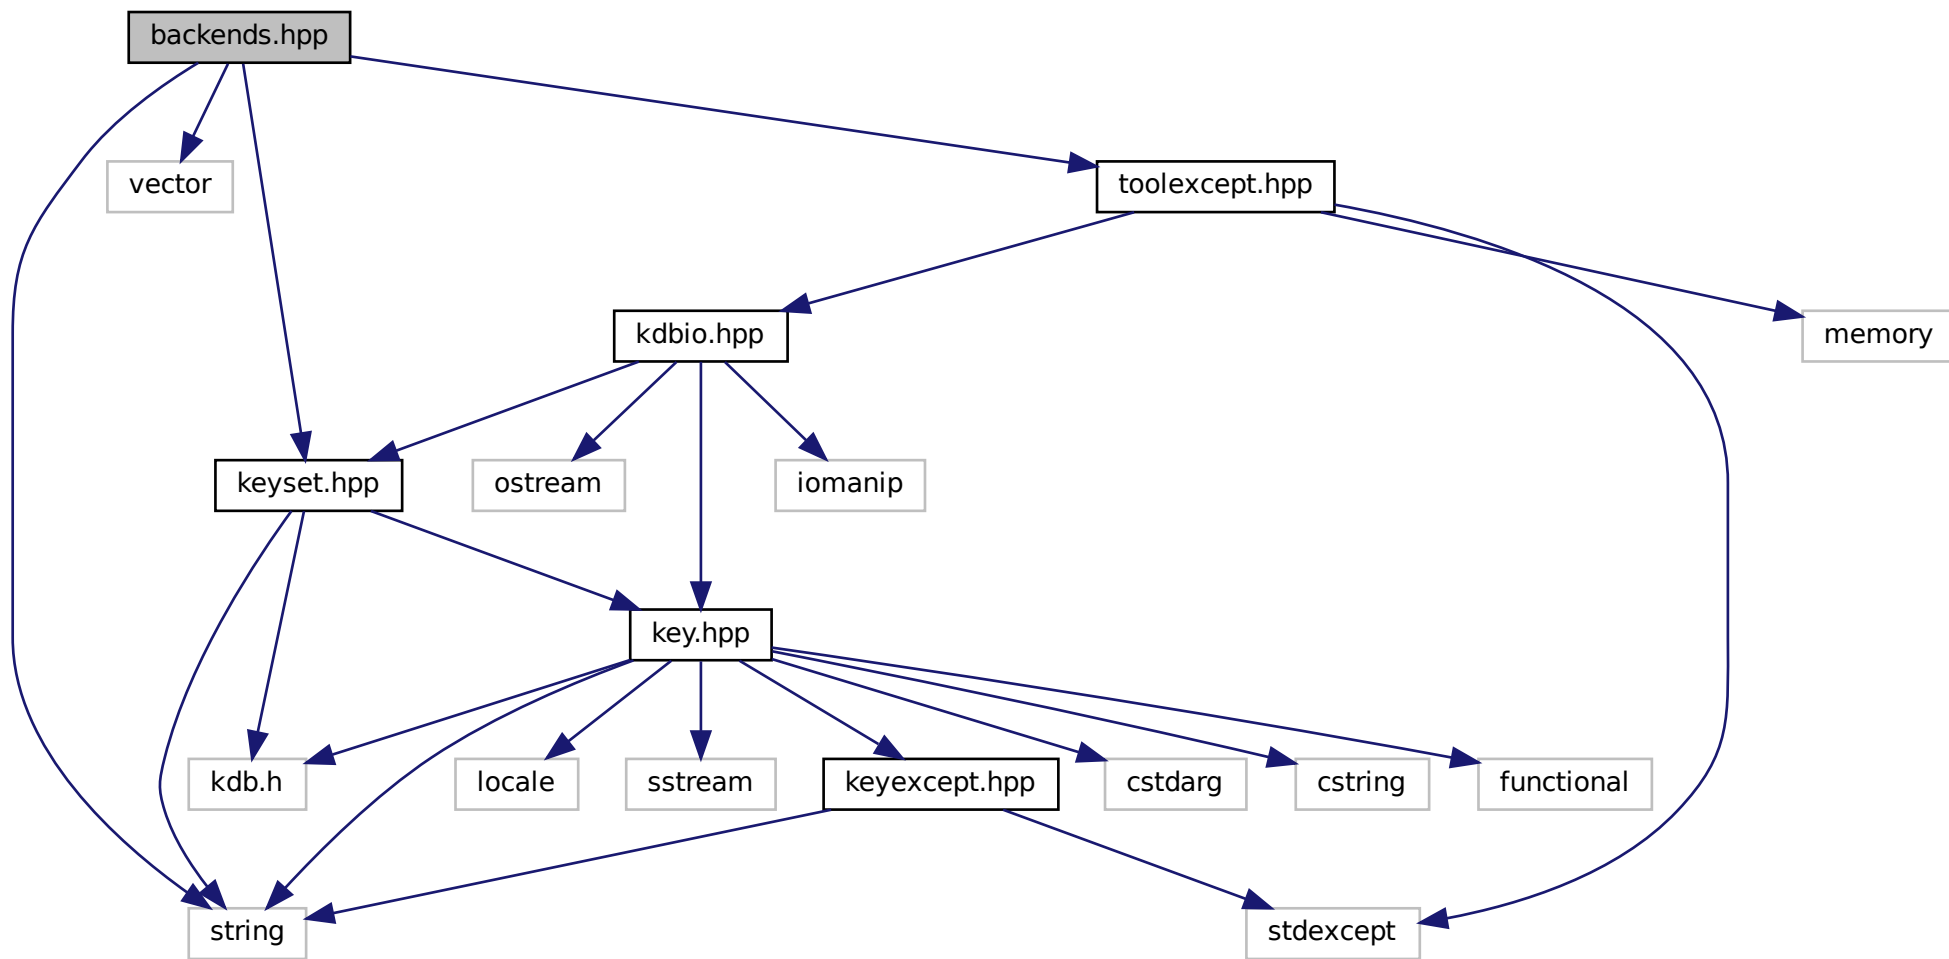 backends.hpp
vector
toolexcept.hpp
kdbio.hpp
memory
keyset.hpp
ostream
iomanip
key.hpp
kdb.h
locale
sstream
keyexcept.hpp
cstdarg
cstring
functional
string
stdexcept